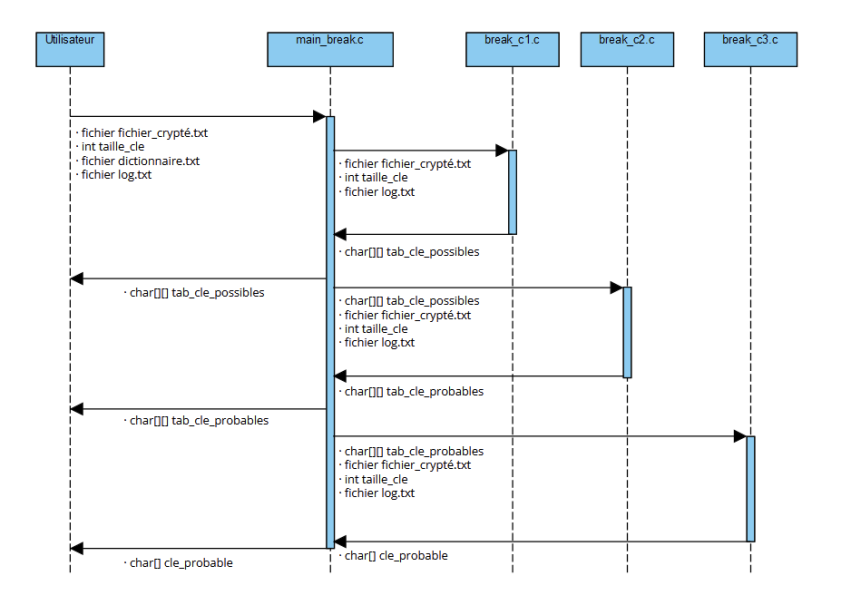 Utilisateur
main_break.c
break_c1.c
break_c2.c
break_c3.c
· fichier fichier_crypté.txt
· int taille_cle
· fichier dictionnaire.txt
· fichier log.txt
· fichier fichier_crypté.txt
· int taille_cle
· fichier log.txt
· char[][] tab_cle_possibles
· char[][] tab_cle_possibles
· char[][] tab_cle_possibles
· fichier fichier_crypté.txt
· int taille_cle
· fichier log.txt
· char[][] tab_cle_probables
· char[][] tab_cle_probables
· char[][] tab_cle_probables
· fichier fichier_crypté.txt
· int taille_cle
· fichier log.txt
· char[] cle_probable
· char[] cle_probable